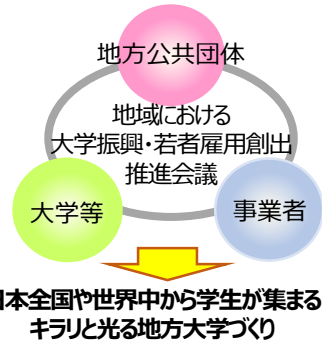 地方公共団体
地域における
大学振興・若者雇用創出
推進会議
大学等
事業者
日本全国や世界中から学生が集まる
キラリと光る地方大学づくり